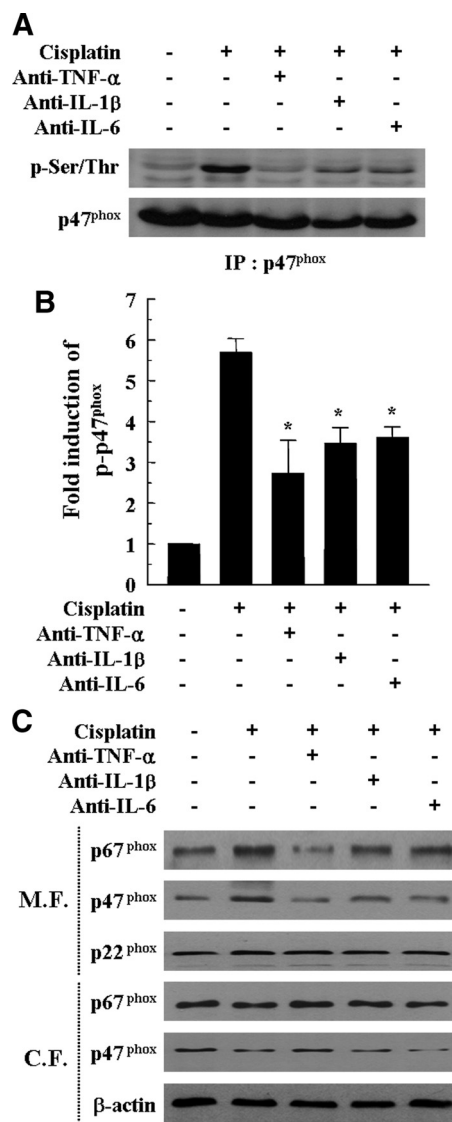 A
Cisplatin - + + + +
Anti-TNF-α - - + - -
Anti-IL-1β - - - + -
Anti-IL-6 - - - - +
p-Ser/Thr
p47phox
IP : p47phox
B
Fold induction of
p-p47phox
7
6
5
4
3
2
1
0
* * *
Cisplatin - + + + +
Anti-TNF-α - - + - -
Anti-IL-1β - - - + -
Anti-IL-6 - - - - +
C
Cisplatin - + + + +
Anti-TNF-α - - + - -
Anti-IL-1β - - - + -
Anti-IL-6 - - - - +
M.F.
p67phox
p47phox
p22phox
C.F.
p67phox
p47phox
β-actin